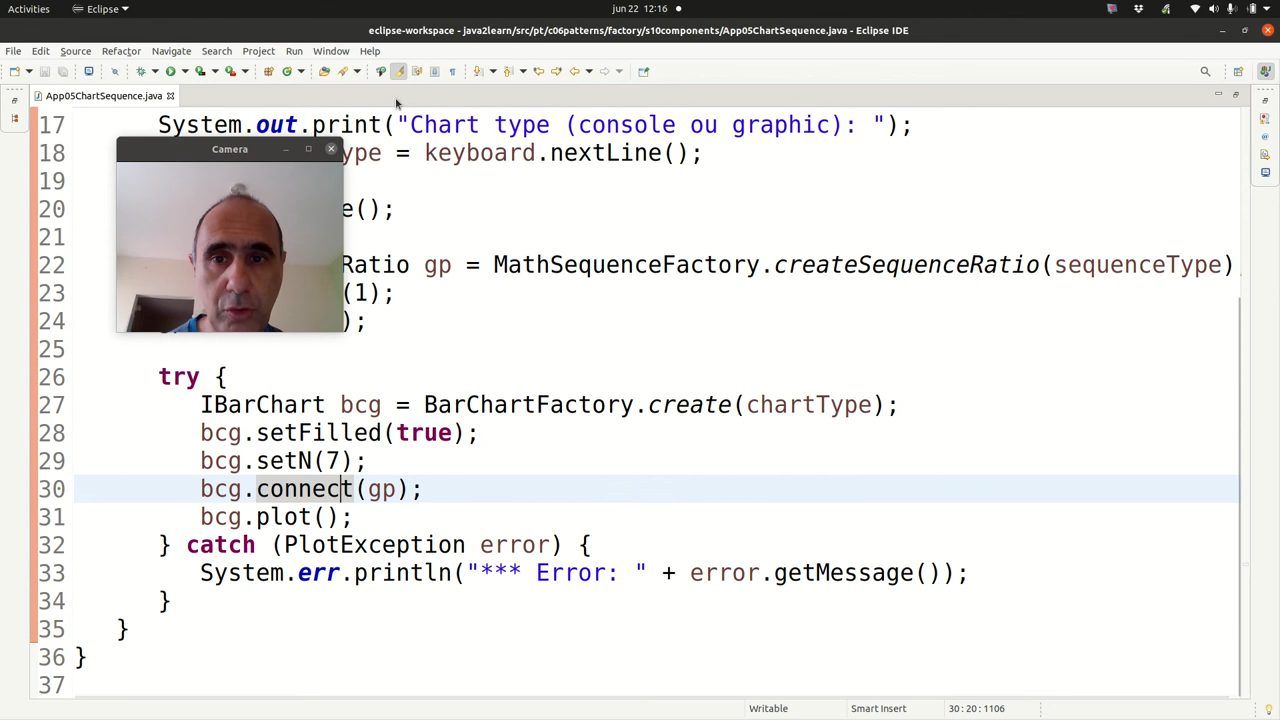 Activities
Eclipse
jun 22 12:16
eclipse-workspace - java2learn/src/pt/c06patterns/factory/s10components/App05ChartSequence.java - Eclipse IDE
File Edit Source Refactor Navigate Search Project Run Window Help
App05ChartSequence.java
17 System.out.print("Chart type (console ou graphic): ");
18 ype = keyboard.nextLine();
19
20 e();
21
22 Ratio gp = MathSequenceFactory.createSequenceRatio(sequenceType)
23 (1);
24 );
25
26 try {
27 IBarChart bcg = BarChartFactory.create(chartType);
28 bcg.setFilled(true);
29 bcg.setN(7);
30 bcg.connect(gp);
31 bcg.plot();
32 } catch (PlotException error) {
33 System.err.println("*** Error: " + error.getMessage());
34 }
35 }
36 }
37
Camera
Writable
Smart Insert
30 : 20 : 1106